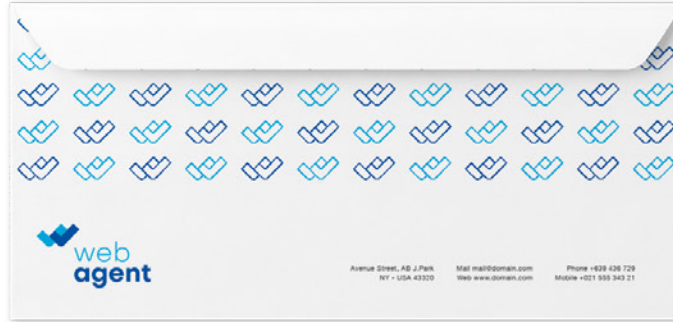 web
agent
Avenue Street, AB J.Park
NY - USA 43320
Mail mail@domain.com
Web www.domain.com
Phone +639 436 729
Mobile +021 555 343 21